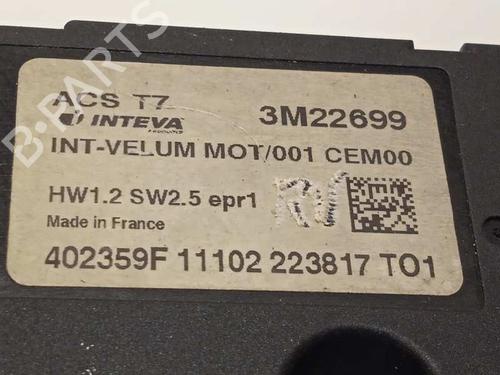 B-PARTS
ACS T7
INTEVA 3M22699
PRODUCTS
INT-VELUM MOT/001 CEM00
HW1.2 SW2.5 epr1
Made in France
402359F 11102 223817 TO1